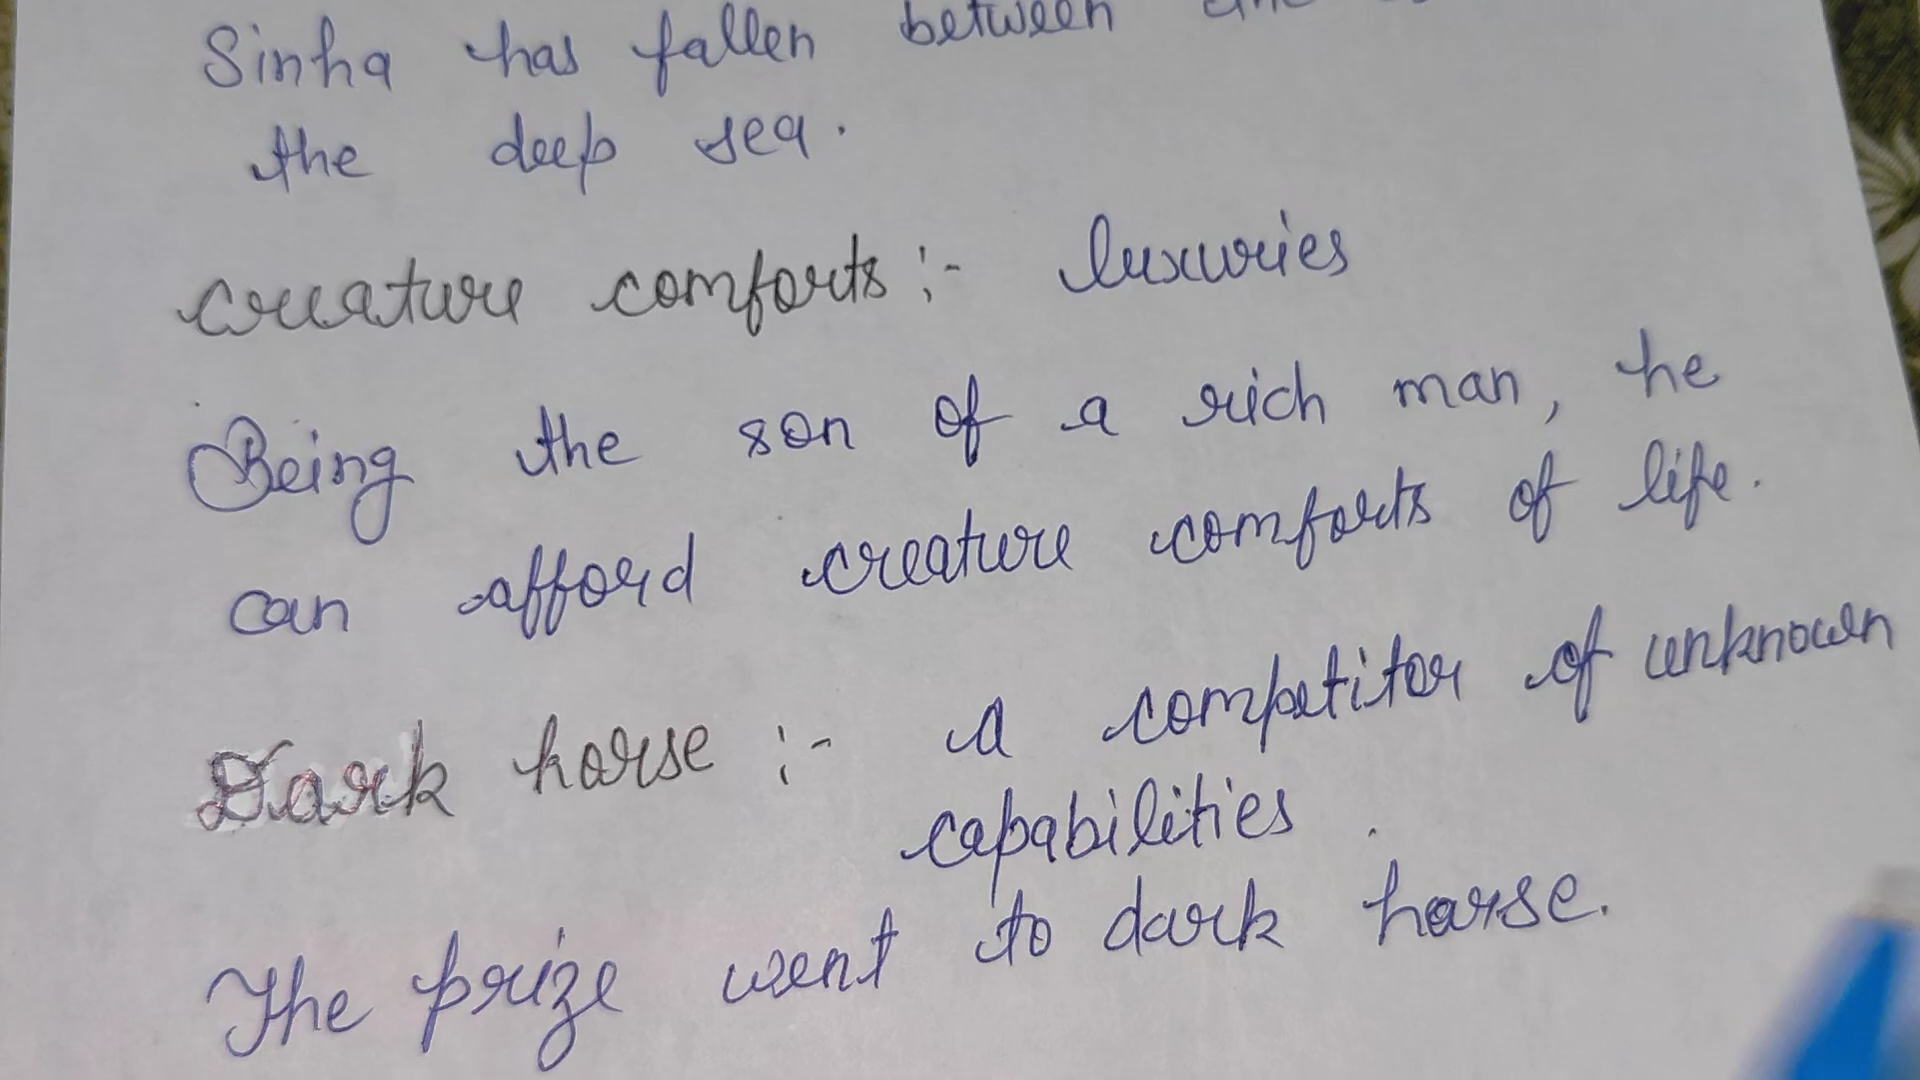 Sinha has fallen between
the deep sea.
creature comforts :- luxuries
Being the son of a rich man, he
can afford creature comforts of life.
Dark horse :- a competitor of unknown
capabilities
The prize went to dark horse.